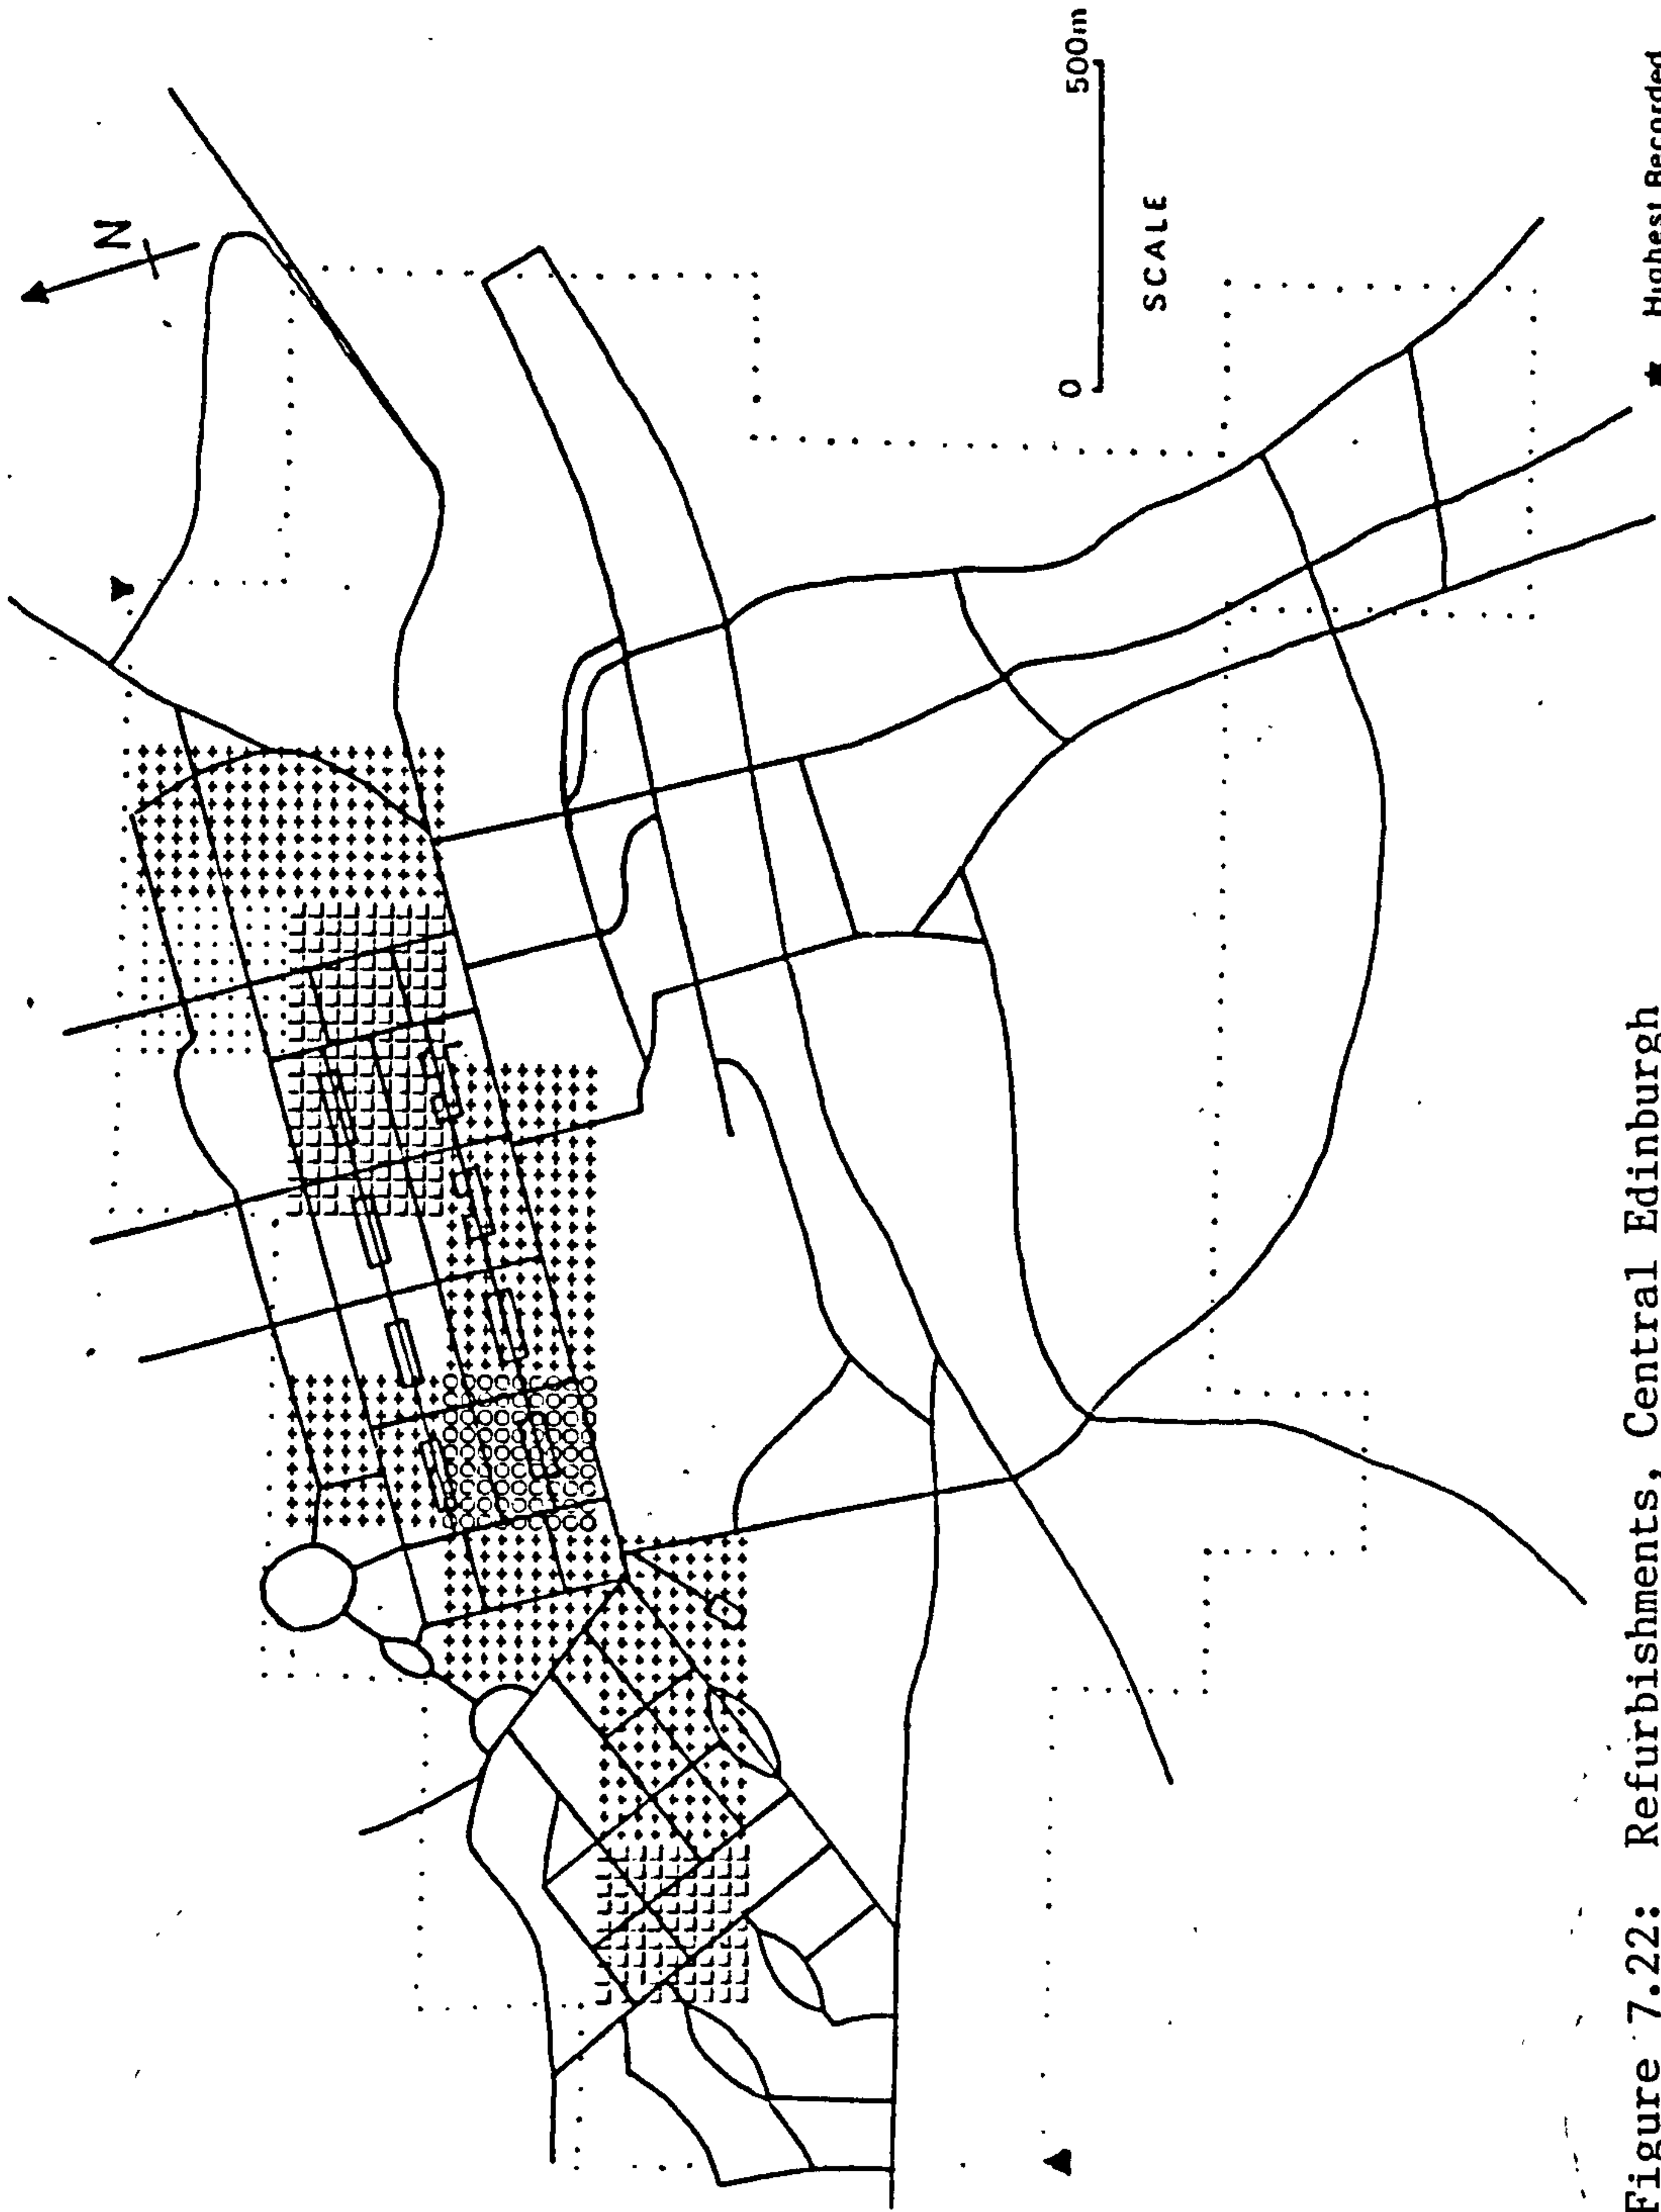 N
0 500m
SCALE
★ Highest Recorded
Figure 7.22: Refurbishments, Central Edinburgh